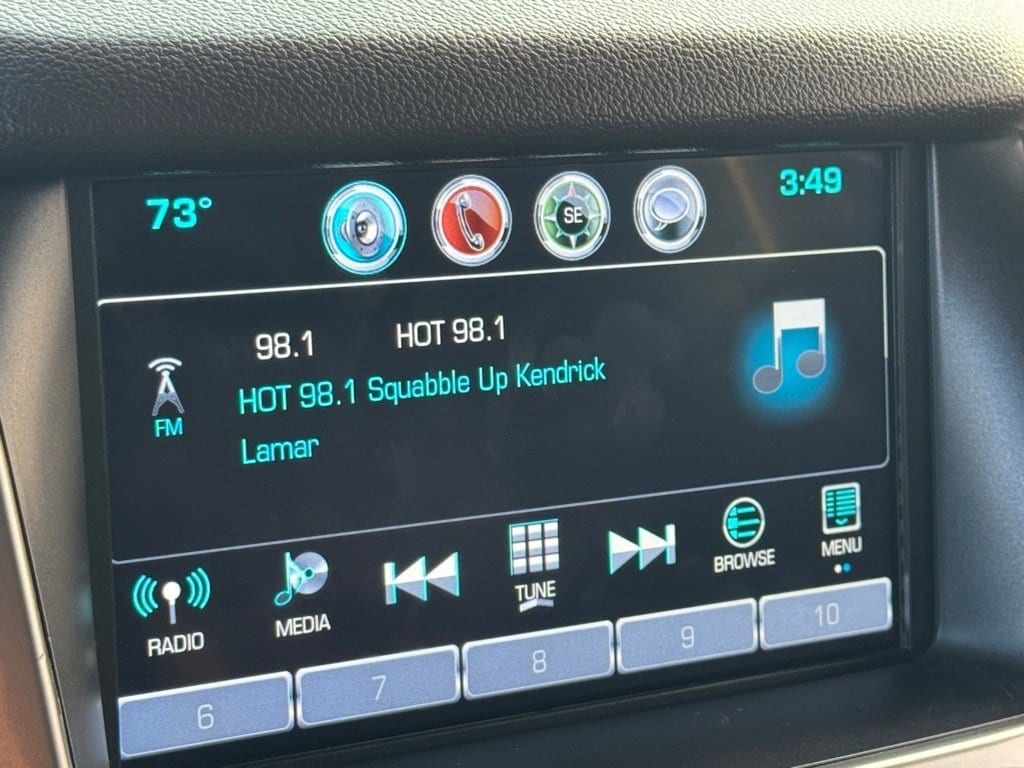 73°
SE
3:49
98.1 HOT 98.1
HOT 98.1 Squabble Up Kendrick
Lamar
FM
RADIO
MEDIA
TUNE
BROWSE
MENU
6
7
8
9
10